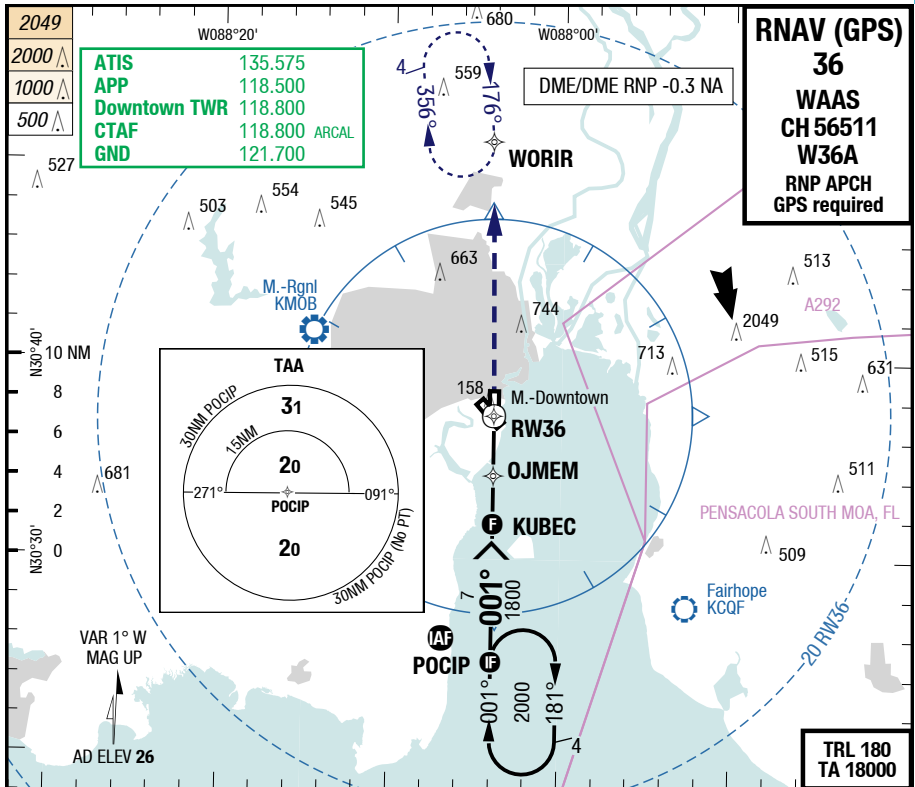 2049
2000
1000
500
ATIS 135.575
APP 118.500
Downtown TWR 118.800
CTAF 118.800 ARCAL
GND 121.700
W088°20'
680
W088°00'
DME/DME RNP -0.3 NA
RNAV (GPS)
36
WAAS
CH 56511
W36A
RNP APCH
GPS required
4
356°
176°
559
WORIR
527
503
554
545
663
M.-Rgnl
KMOB
744
513
A292
2049
713
515
631
N30°40'
10 NM
8
6
4
2
0
N30°30'
158
M.-Downtown
RW36
OJMEM
KUBEC
F
681
511
PENSACOLA SOUTH MOA, FL
509
TAA
31
30NM POCIP
15NM
20
271°
091°
POCIP
20
30NM POCIP (No PT)
7
001°
1800
Fairhope
KCQF
20 RW36
IAF
POCIP
IF
001°
2000
181°
4
VAR 1° W
MAG UP
AD ELEV 26
TRL 180
TA 18000